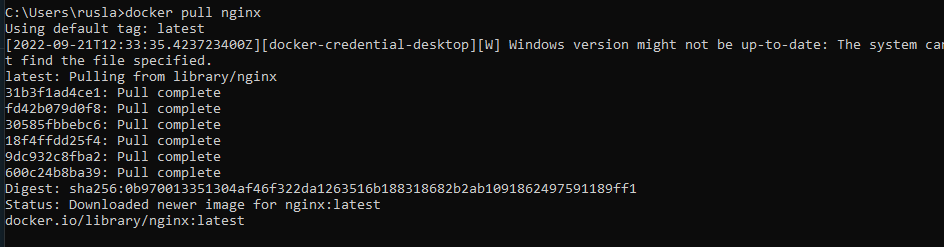 C:\Users\rusla>docker pull nginx
Using default tag: latest
[2022-09-21T12:33:35.423723400Z][docker-credential-desktop][W] Windows version might not be up-to-date: The system can
t find the file specified.
latest: Pulling from library/nginx
31b3f1ad4ce1: Pull complete
fd42b079d0f8: Pull complete
30585fbbebc6: Pull complete
18f4ffdd25f4: Pull complete
9dc932c8fba2: Pull complete
600c24b8ba39: Pull complete
Digest: sha256:0b970013351304af46f322da1263516b188318682b2ab1091862497591189ff1
Status: Downloaded newer image for nginx:latest
docker.io/library/nginx:latest